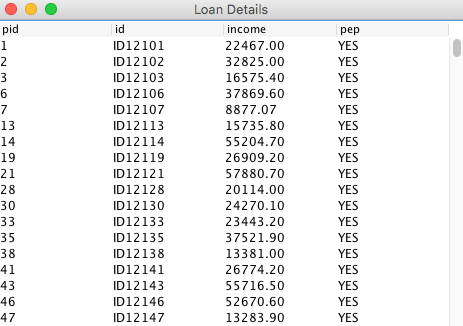 Loan Details
pid id income pep
1 ID12101 22467.00 YES
2 ID12102 32825.00 YES
3 ID12103 16575.40 YES
6 ID12106 37869.60 YES
7 ID12107 8877.07 YES
13 ID12113 15735.80 YES
14 ID12114 55204.70 YES
19 ID12119 26909.20 YES
21 ID12121 57880.70 YES
28 ID12128 20114.00 YES
30 ID12130 24270.10 YES
33 ID12133 23443.20 YES
35 ID12135 37521.90 YES
38 ID12138 13381.00 YES
41 ID12141 26774.20 YES
43 ID12143 55716.50 YES
46 ID12146 52670.60 YES
47 ID12147 13283.90 YES